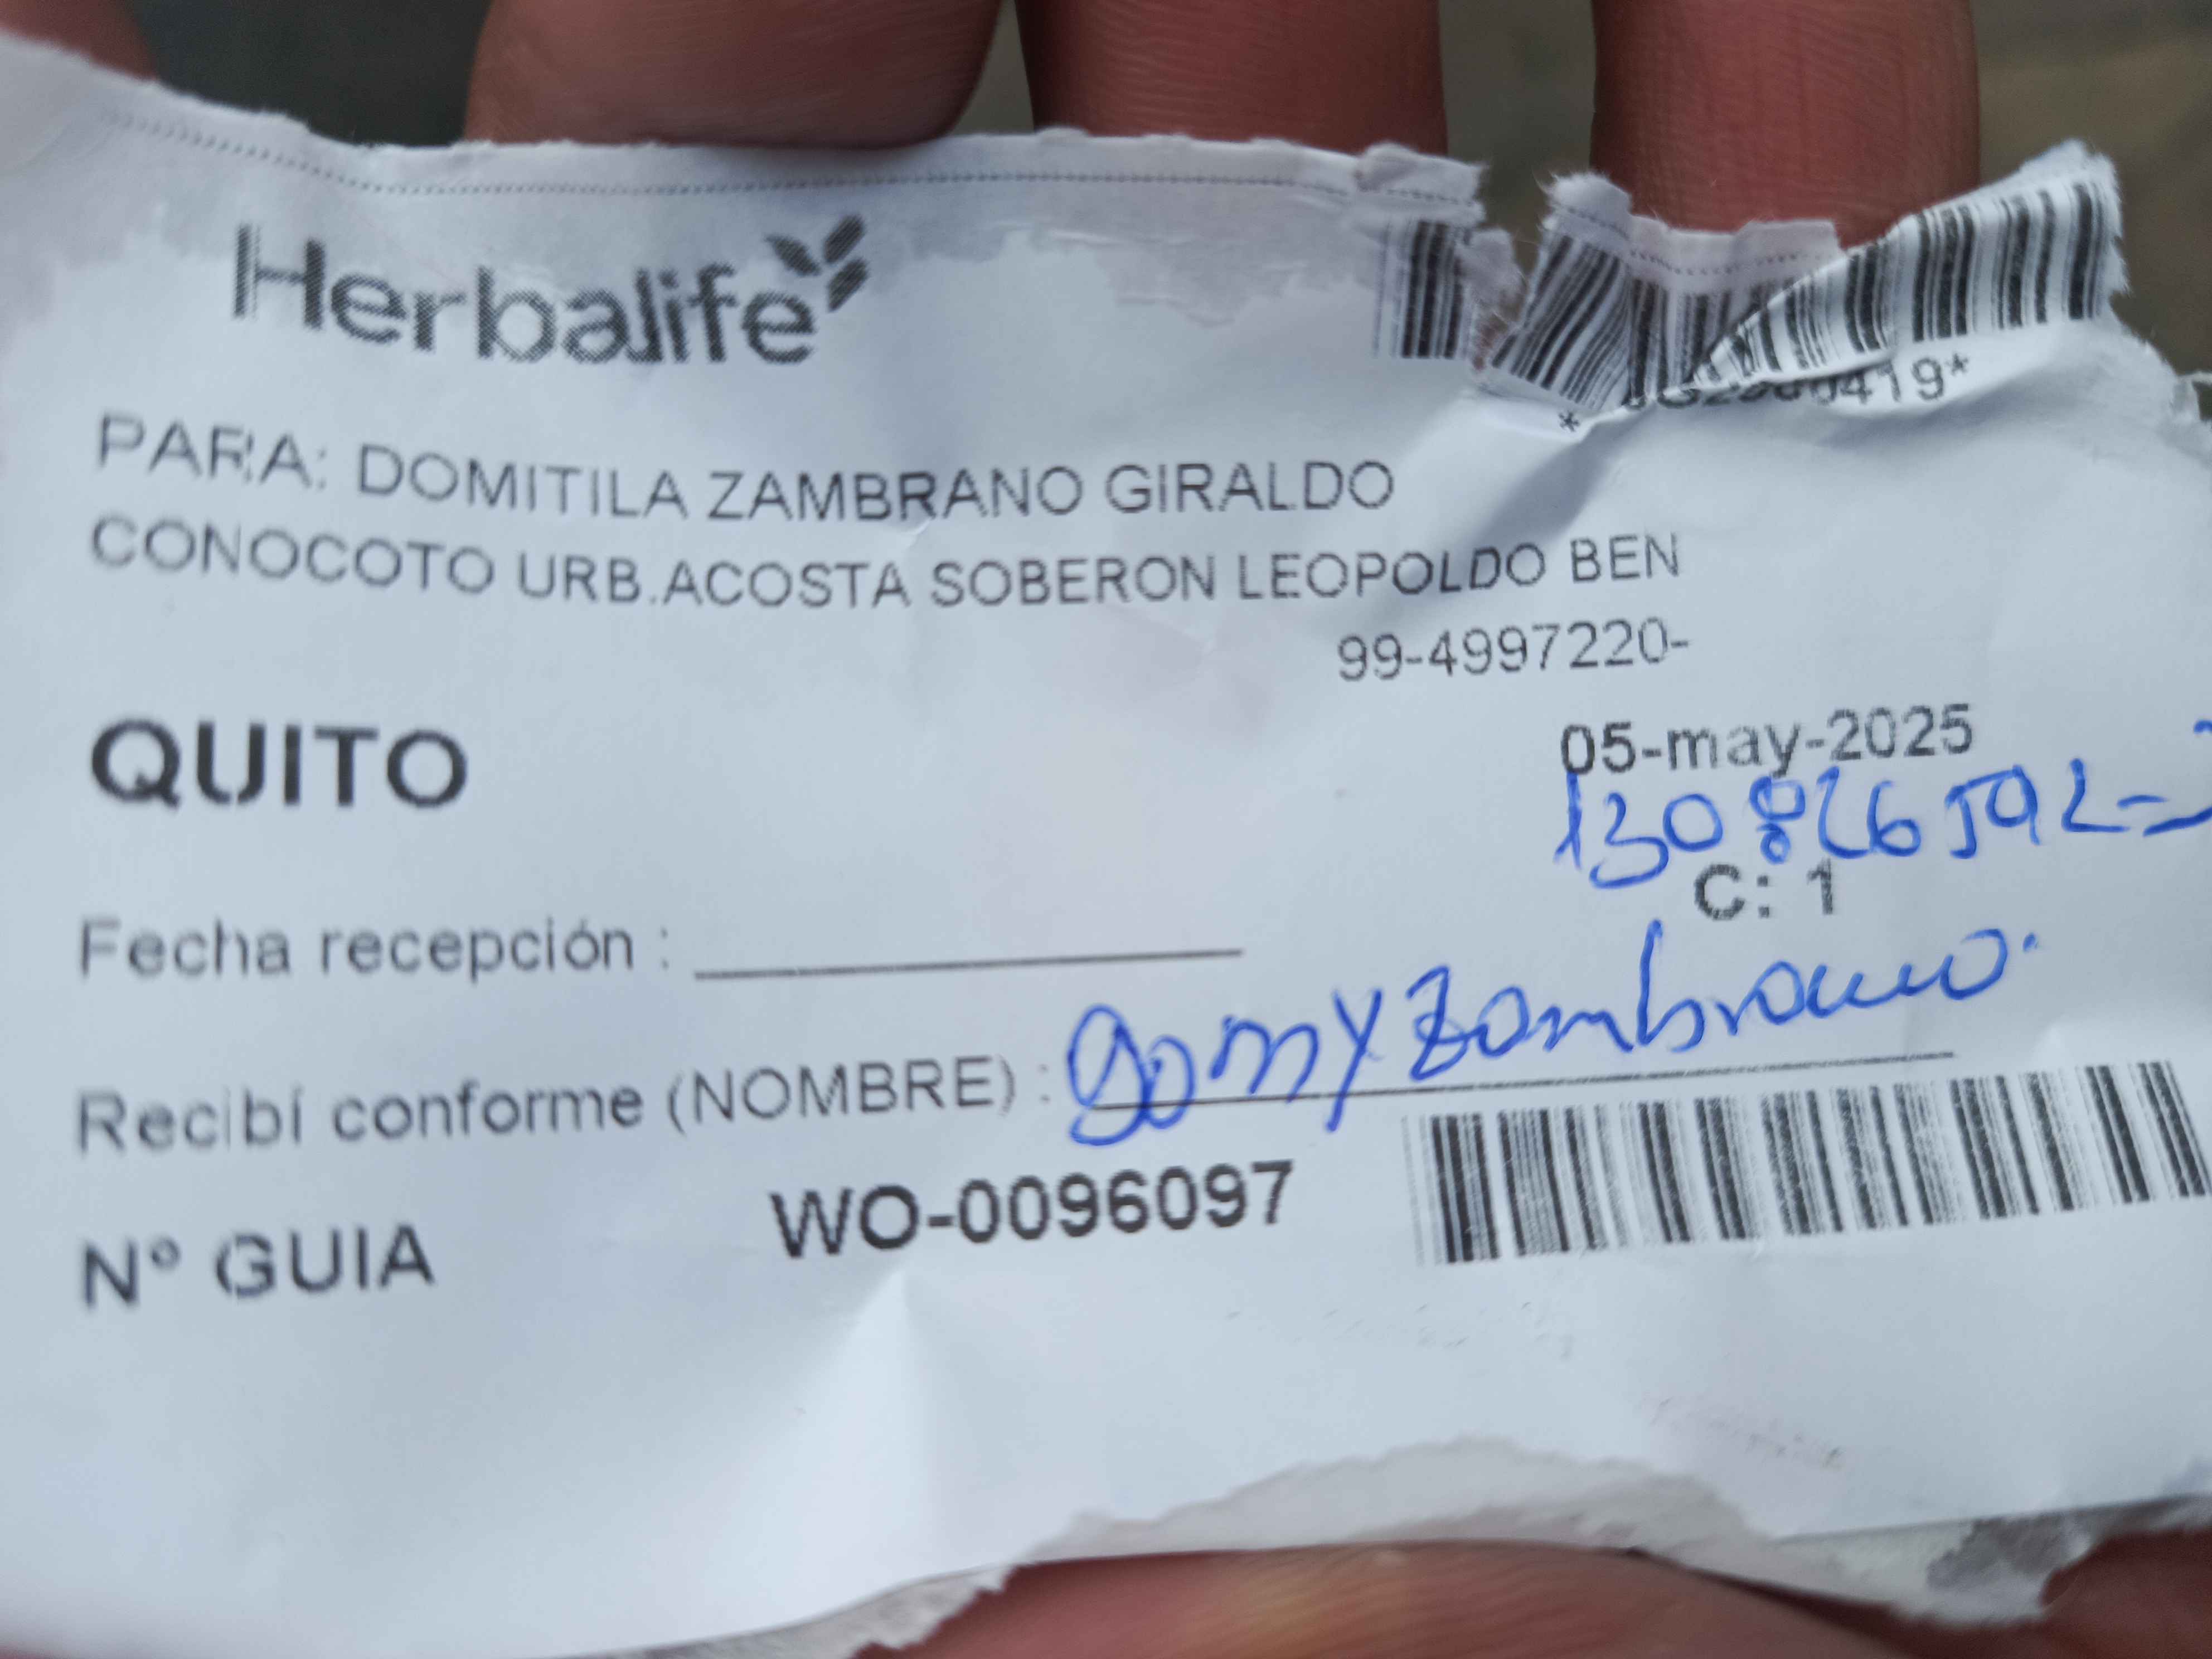 Herbalife
419*
PARA: DOMITILA ZAMBRANO GIRALDO
CONOCOTO URB.ACOSTA SOBERON LEOPOLDO BEN
99-4997220-
QUITO
05-may-2025
C: 1
Fecha recepción :
Recibí conforme (NOMBRE) : Domy Zambrano.
Nº GUIA WO-0096097